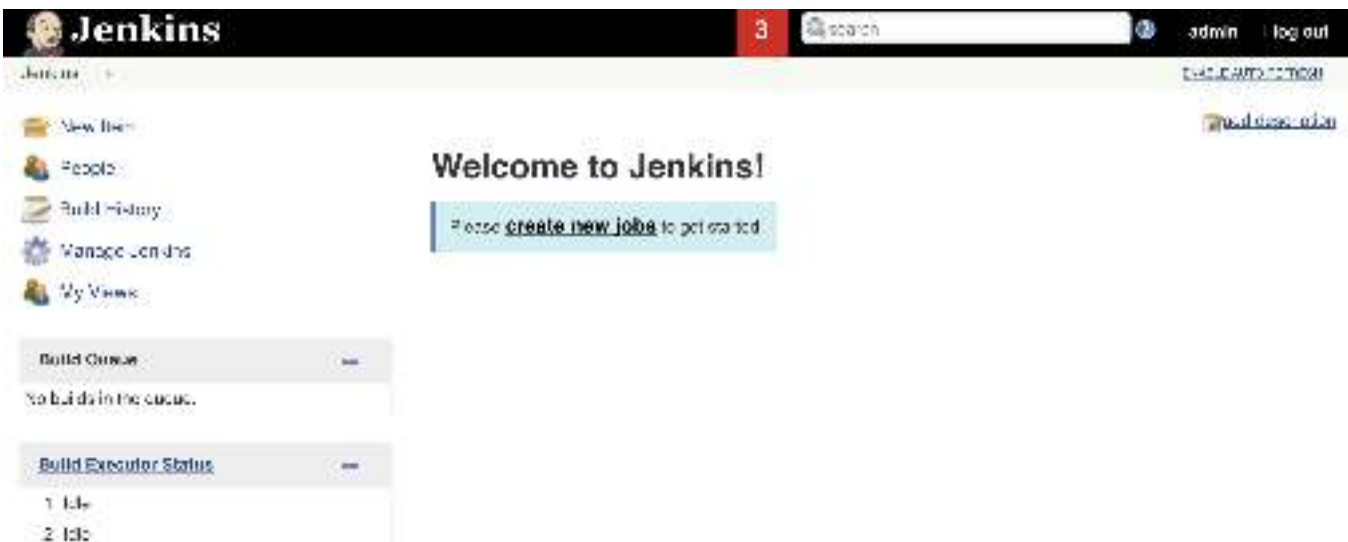 Jenkins
3
search
admin
log out
Jenkins
ENABLE AUTO REFRESH
add description
New Item
People
Build History
Manage Jenkins
My Views
Welcome to Jenkins!
Please create new jobs to get started
Build Queue
No builds in the queue.
Build Executor Status
1 Idle
2 Idle